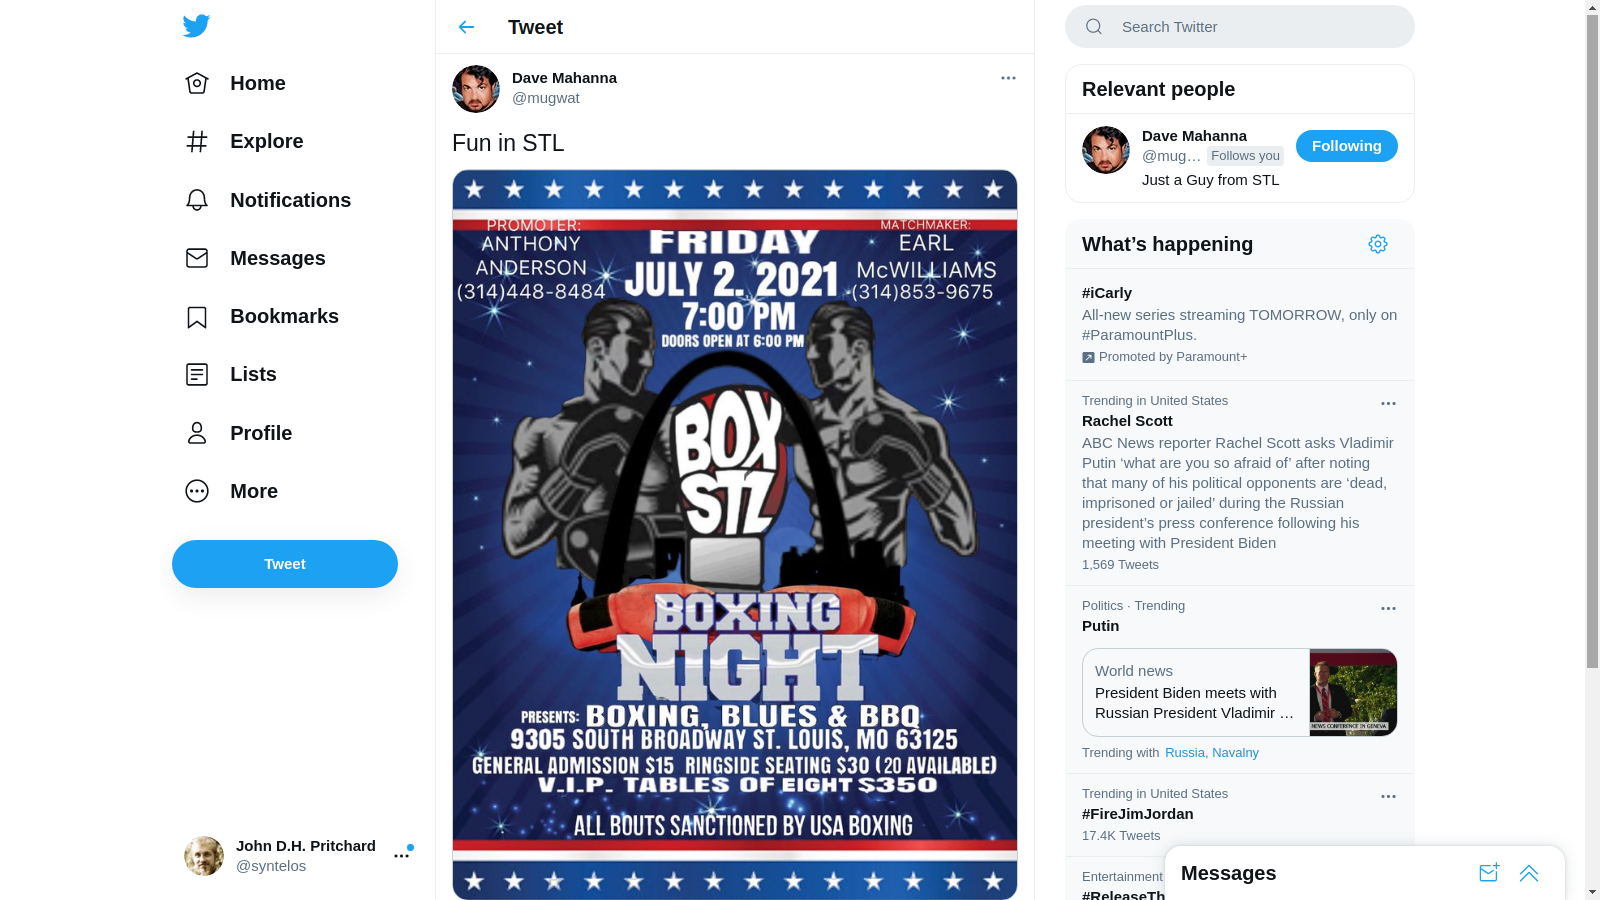 Home
Explore
Notifications
Messages
Bookmarks
Lists
Profile
More
Tweet
John D.H. Pritchard
@syntelos
Tweet
Dave Mahanna
@mugwat
Fun in STL
PROMOTER:
ANTHONY
ANDERSON
(314)448-8484
FRIDAY
JULY 2. 2021
7:00 PM
DOORS OPEN AT 6:00 PM
MATCHMAKER:
EARL
McWILLIAMS
(314)853-9675
BOX
STL
BOXING
NIGHT
PRESENTS: BOXING, BLUES & BBQ
9305 SOUTH BROADWAY ST. LOUIS, MO 63125
GENERAL ADMISSION $15 RINGSIDE SEATING $30 (20 AVAILABLE)
V.I.P. TABLES OF EIGHT $350
ALL BOUTS SANCTIONED BY USA BOXING
Search Twitter
Relevant people
Dave Mahanna
@mug… Follows you
Following
Just a Guy from STL
What’s happening
#iCarly
All-new series streaming TOMORROW, only on
#ParamountPlus.
Promoted by Paramount+
Trending in United States
Rachel Scott
ABC News reporter Rachel Scott asks Vladimir
Putin ‘what are you so afraid of’ after noting
that many of his political opponents are ‘dead,
imprisoned or jailed’ during the Russian
president’s press conference following his
meeting with President Biden
1,569 Tweets
Politics · Trending
Putin
World news
President Biden meets with
Russian President Vladimir …
NEWS CONFERENCE IN GENEVA
Trending with Russia, Navalny
Trending in United States
#FireJimJordan
17.4K Tweets
Entertainment
#ReleaseTh
Messages